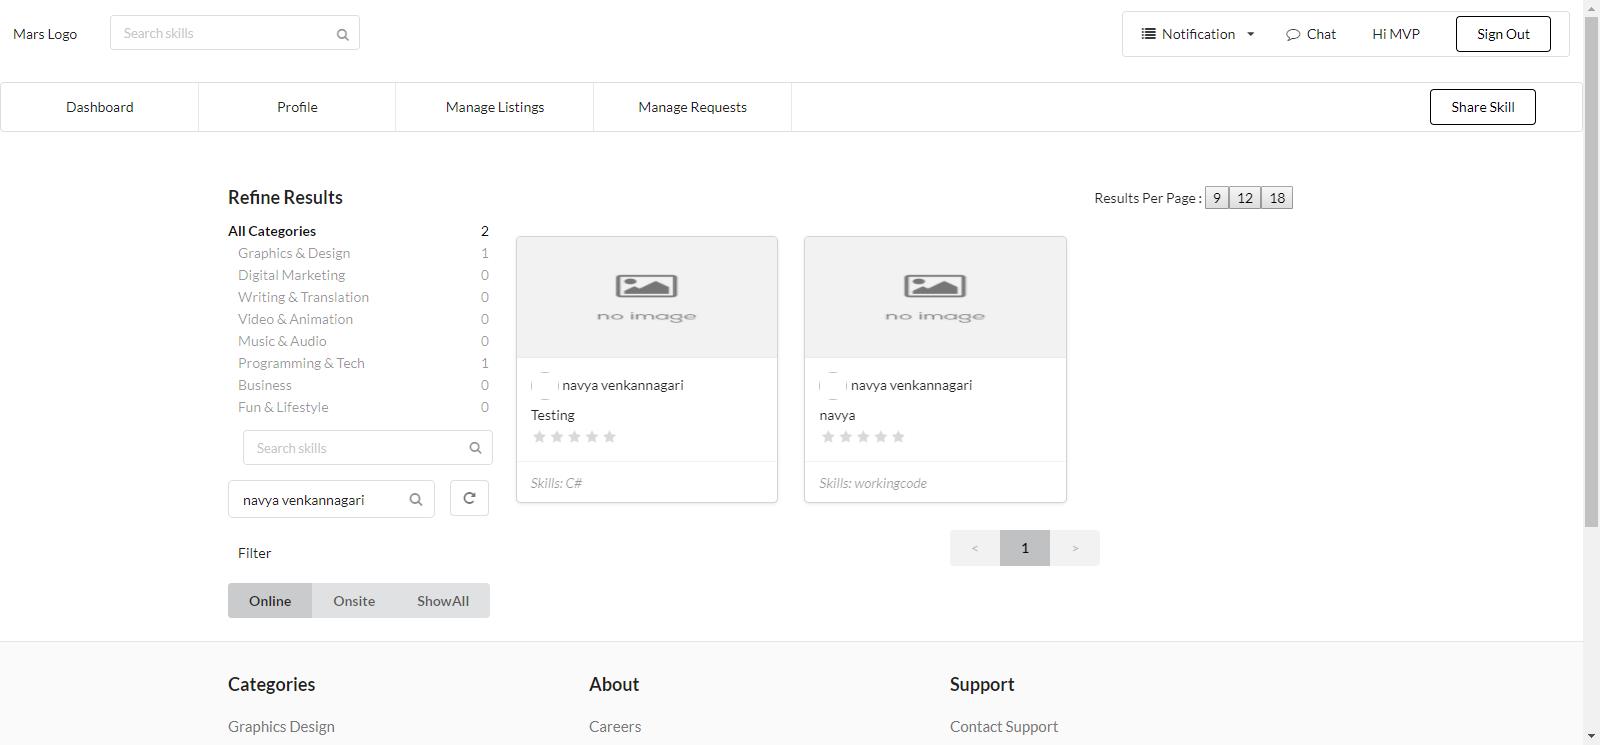 Mars Logo
Search skills
Notification
Chat
Hi MVP
Sign Out
Dashboard
Profile
Manage Listings
Manage Requests
Share Skill
Refine Results
Results Per Page : 9 12 18
All Categories 2
Graphics & Design 1
Digital Marketing 0
Writing & Translation 0
Video & Animation 0
Music & Audio 0
Programming & Tech 1
Business 0
Fun & Lifestyle 0
Search skills
navya venkannagari
Filter
Online
Onsite
ShowAll
no image
navya venkannagari
Testing
Skills: C#
no image
navya venkannagari
navya
Skills: workingcode
< 1 >
Categories
Graphics Design
About
Careers
Support
Contact Support